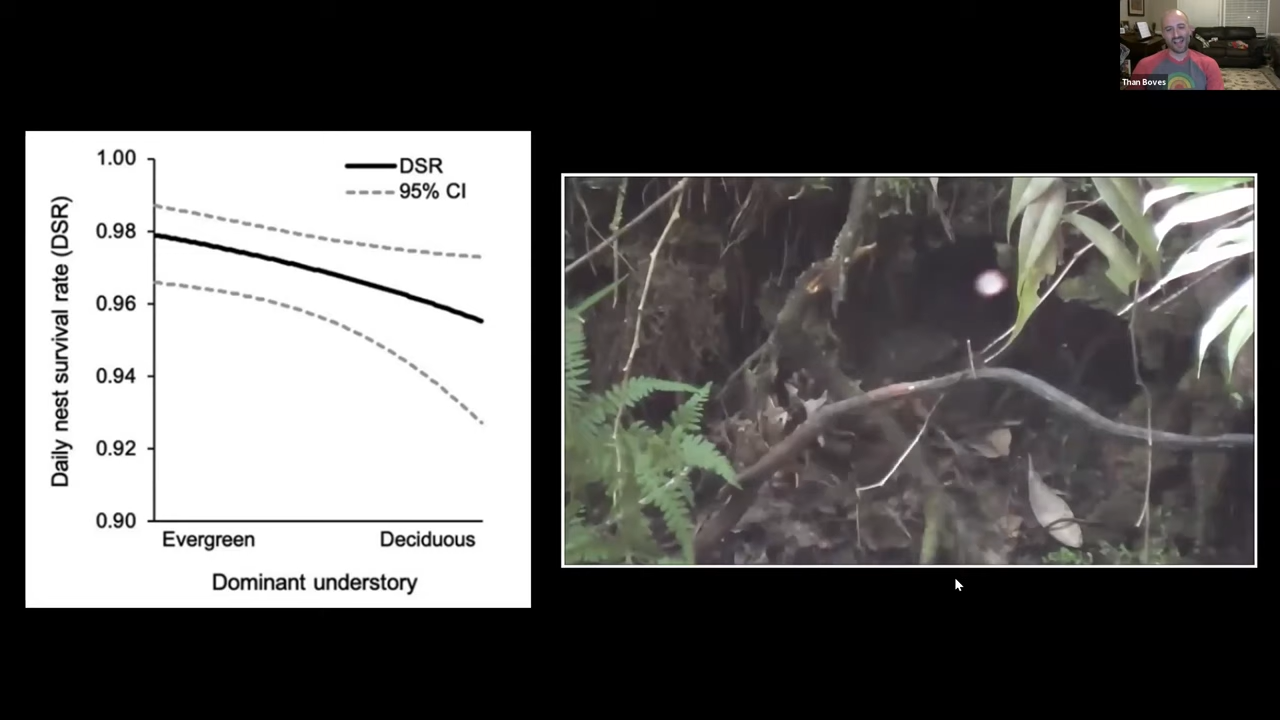 Than Boves
1.00
0.98
0.96
0.94
0.92
0.90
Daily nest survival rate (DSR)
DSR
95% CI
Evergreen
Deciduous
Dominant understory